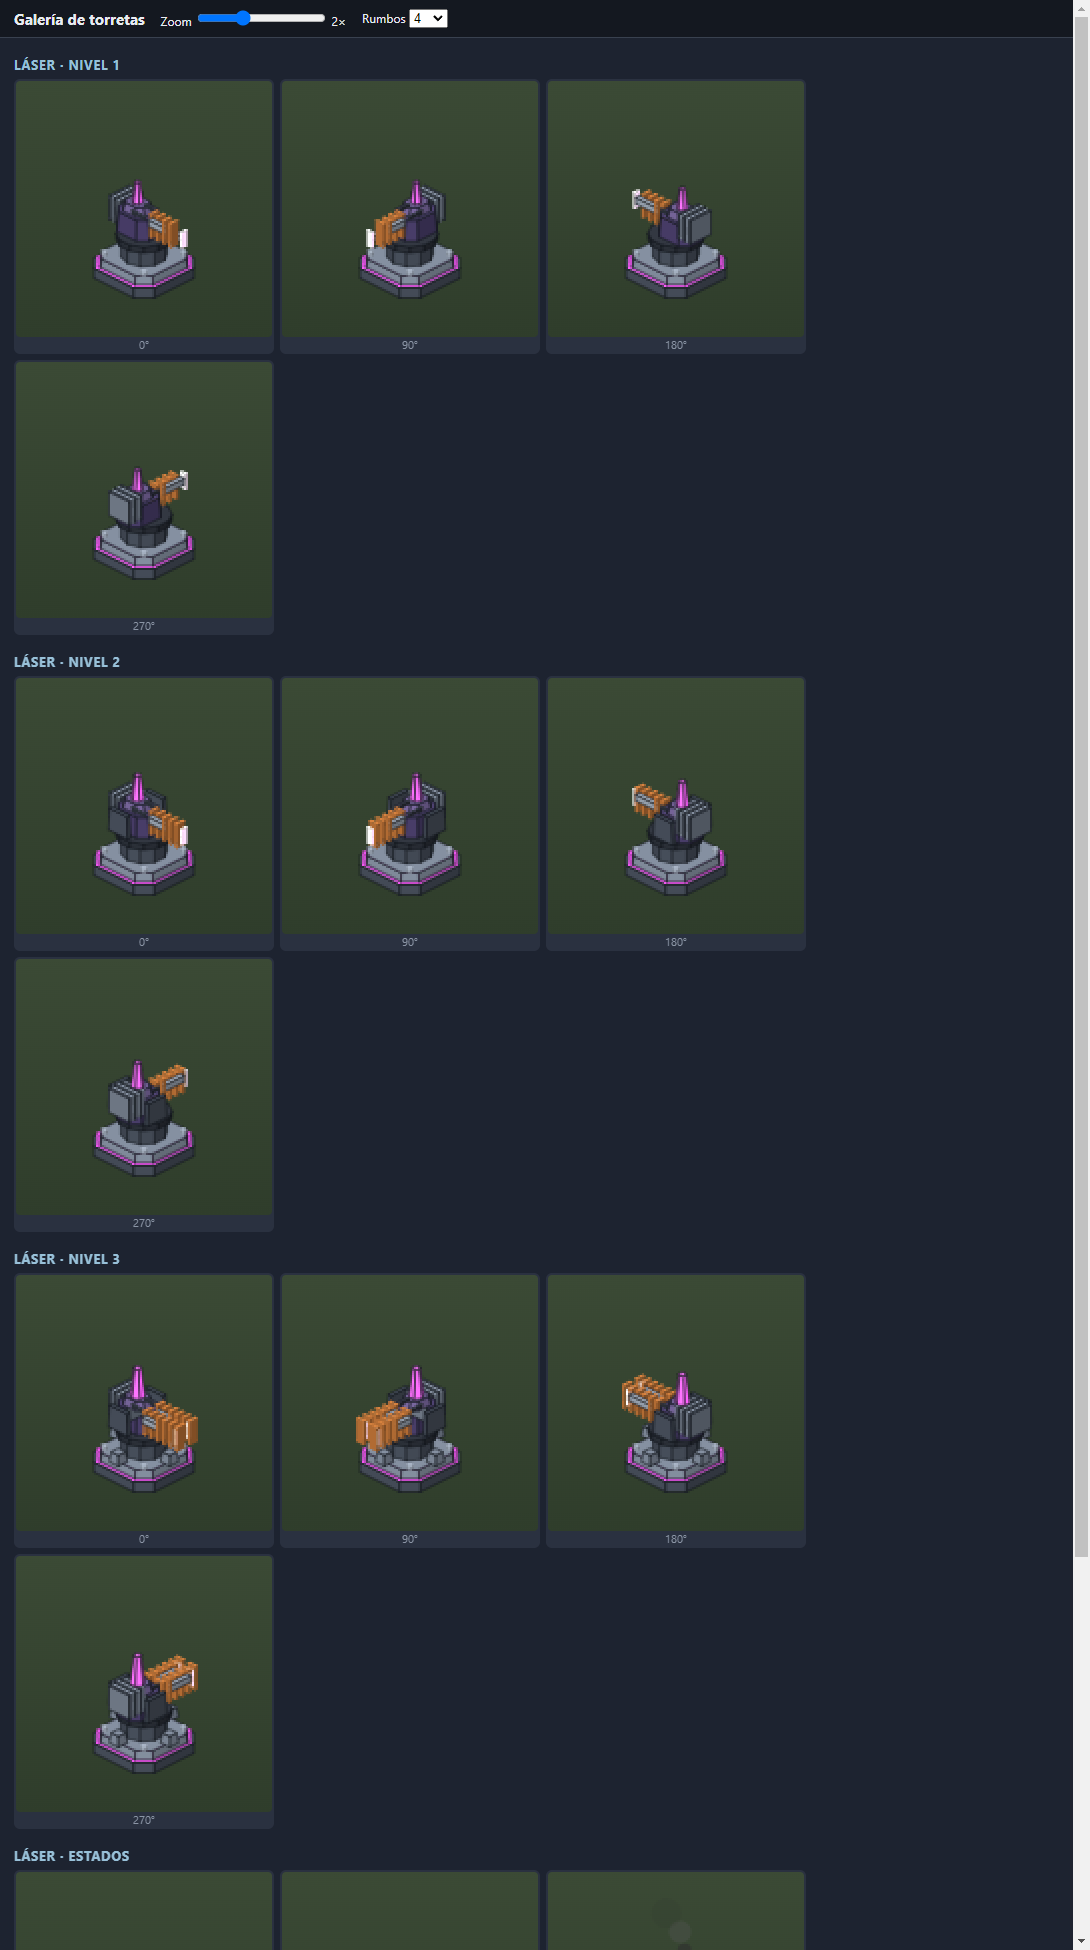 Galería de torretas Zoom 2× Rumbos 4
LÁSER · NIVEL 1
0° 90° 180°
270°
LÁSER · NIVEL 2
0° 90° 180°
270°
LÁSER · NIVEL 3
0° 90° 180°
270°
LÁSER · ESTADOS